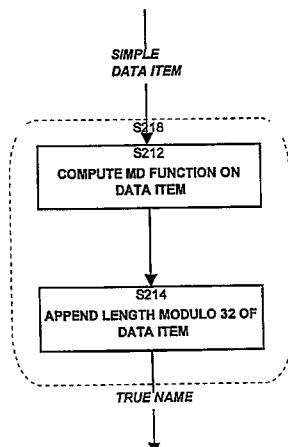 SIMPLE
DATA ITEM
S218
S212
COMPUTE MD FUNCTION ON
DATA ITEM
S214
APPEND LENGTH MODULO 32 OF
DATA ITEM
TRUE NAME